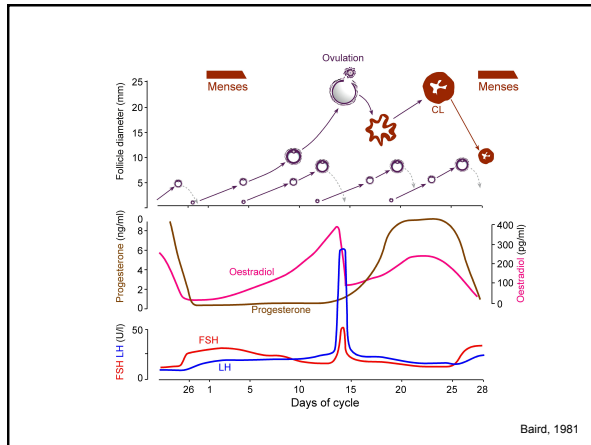 Ovulation
Menses
Menses
CL
Follicle diameter (mm)
25
20
15
10
5
Progesterone (ng/ml)
0
8
6
4
2
0
Oestradiol
Progesterone
400
300
200
100
0
Oestradiol (pg/ml)
FSH LH (U/l)
50
0
FSH
LH
26 1 5 10 15 20 25 28
Days of cycle
Baird, 1981